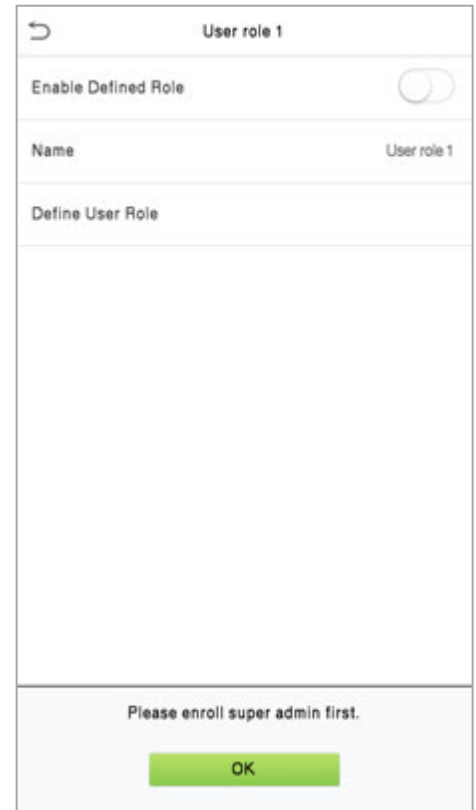 User role 1
Enable Defined Role
Name User role 1
Define User Role
Please enroll super admin first.
OK